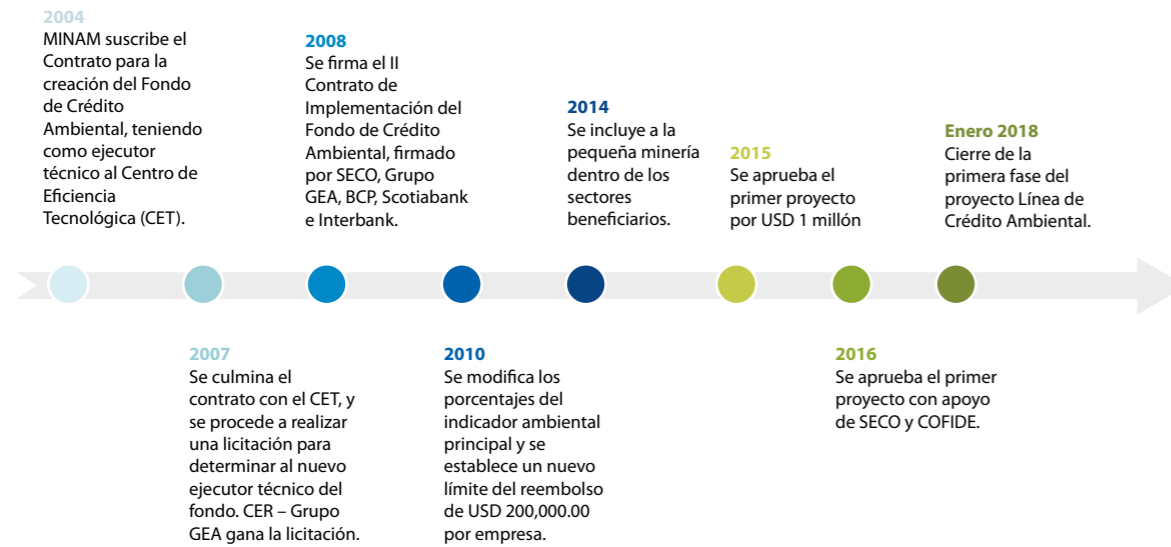 2004
MINAM suscribe el
Contrato para la
creación del Fondo
de Crédito
Ambiental, teniendo
como ejecutor
técnico al Centro de
Eficiencia
Tecnológica (CET).
2008
Se firma el II
Contrato de
Implementación del
Fondo de Crédito
Ambiental, firmado
por SECO, Grupo
GEA, BCP, Scotiabank
e Interbank.
2014
Se incluye a la
pequeña minería
dentro de los
sectores
beneficiarios.
2015
Se aprueba el
primer proyecto
por USD 1 millón
Enero 2018
Cierre de la
primera fase del
proyecto Línea de
Crédito Ambiental.
2007
Se culmina el
contrato con el CET, y
se procede a realizar
una licitación para
determinar al nuevo
ejecutor técnico del
fondo. CER – Grupo
GEA gana la licitación.
2010
Se modifica los
porcentajes del
indicador ambiental
principal y se
establece un nuevo
límite del reembolso
de USD 200,000.00
por empresa.
2016
Se aprueba el primer
proyecto con apoyo
de SECO y COFIDE.